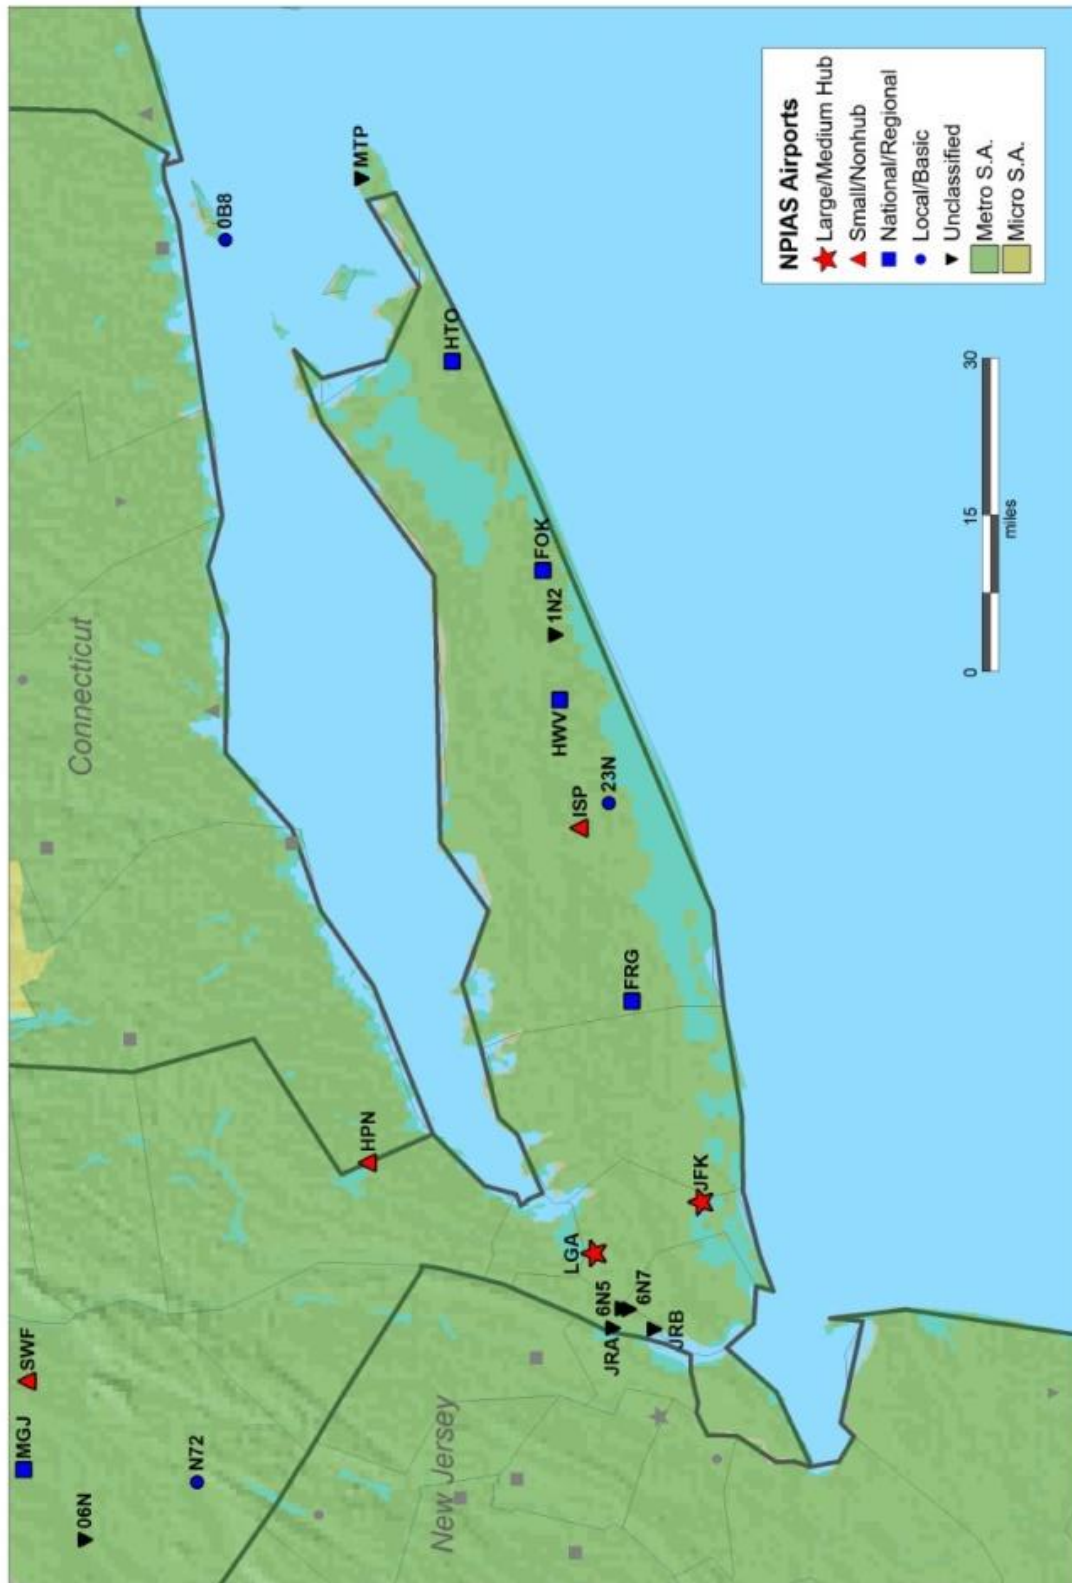 MGJ
SWF
06N
N72
Connecticut
0B8
HPN
MTP
New Jersey
HTO
LGA
FOK
1N2
JRA
6N5
6N7
JRB
HWV
ISP
23N
FRG
JFK
NPIAS Airports
Large/Medium Hub
Small/Nonhub
National/Regional
Local/Basic
Unclassified
Metro S.A.
Micro S.A.
0
15
30
miles